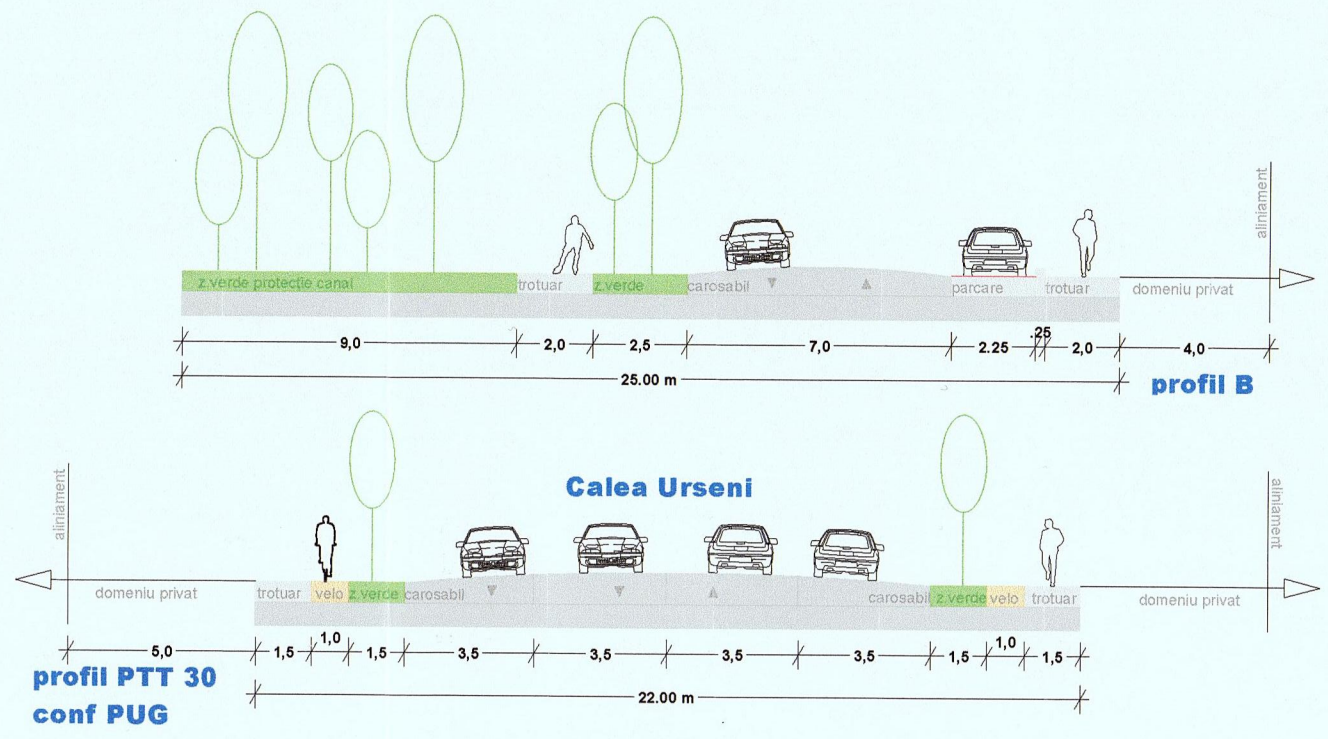 aliniament
z.verde protecție canal
trotuar
z.verde
carosabil
parcare
trotuar
domeniu privat
9,0
2,0
2,5
7,0
2.25
.25
2,0
4,0
25.00 m
profil B
Calea Urseni
aliniament
aliniament
domeniu privat
trotuar
velo
z.verde
carosabil
carosabil
z.verde
velo
trotuar
domeniu privat
5,0
1,5
1,0
1,5
3,5
3,5
3,5
3,5
1,5
1,0
1,5
22.00 m
profil PTT 30
conf PUG